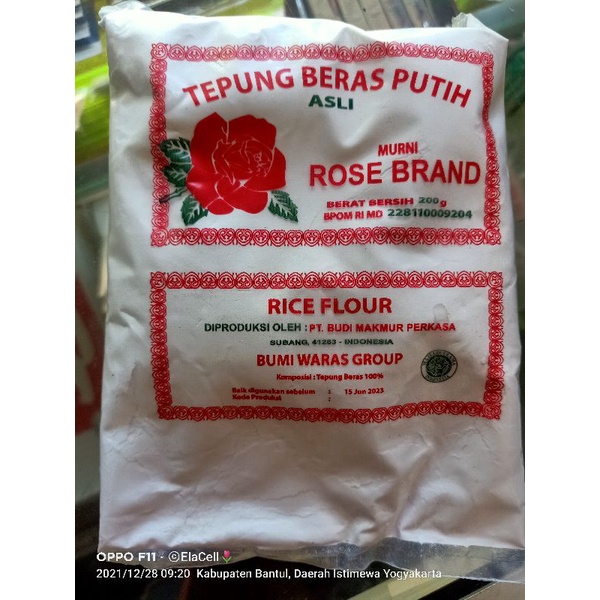 TEPUNG BERAS PUTIH
ASLI
MURNI
ROSE BRAND
BERAT BERSIH 200 g
BPOM RI MD 228110009204
RICE FLOUR
DIPRODUKSI OLEH : PT. BUDI MAKMUR PERKASA
SUBANG, 41253 - INDONESIA
BUMI WARAS GROUP
Komposisi : Tepung Beras 100%
Baik digunakan sebelum : 15 Jun 2023
Kode Produksi :
OPPO F11 - ©ElaCell🌷
2021/12/28 09:20 Kabupaten Bantul, Daerah Istimewa Yogyakarta